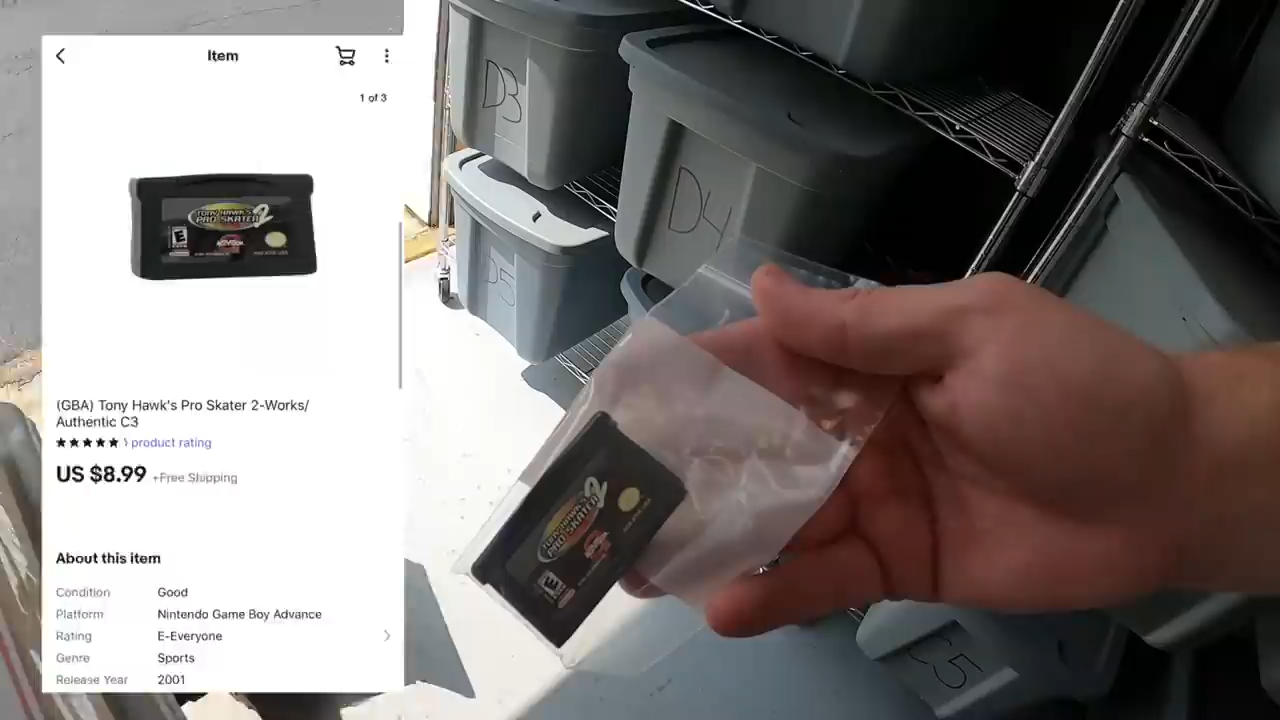 Item
1 of 3
TONY HAWK'S
PRO SKATER 2
E
ACTIVISION
(GBA) Tony Hawk's Pro Skater 2-Works/
Authentic C3
1 product rating
US $8.99 +Free Shipping
About this item
Condition Good
Platform Nintendo Game Boy Advance
Rating E-Everyone
Genre Sports
Release Year 2001
D3
D4
D5
TONY HAWK'S
PRO SKATER 2
E
C5